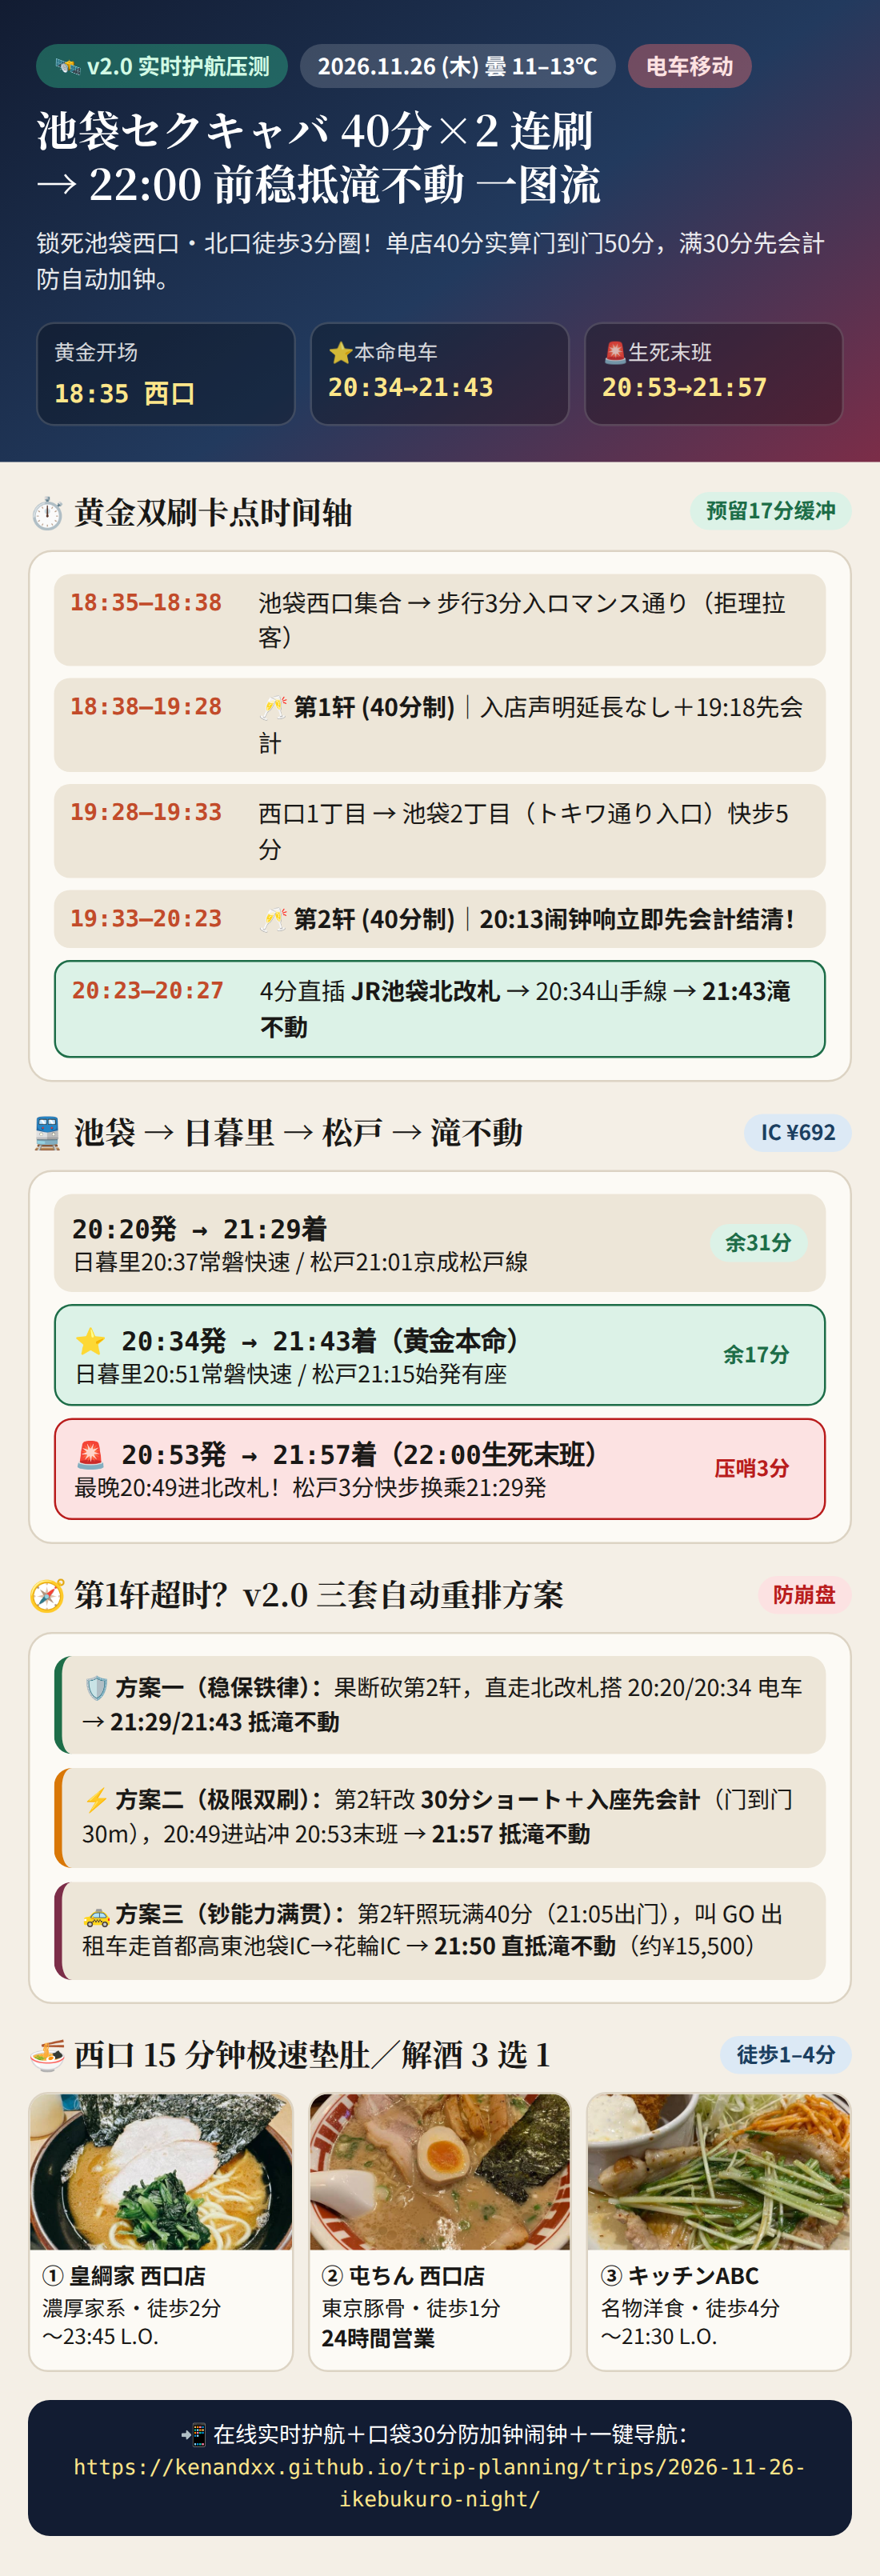 🛰️ v2.0 实时护航压测
2026.11.26 (木) 曇 11–13℃
电车移动
池袋セクキャバ 40分×2 连刷
→ 22:00 前稳抵滝不動 一图流
锁死池袋西口・北口徒歩3分圏！单店40分实算门到门50分，满30分先会計
防自动加钟。
黄金开场
18:35 西口
⭐本命电车
20:34→21:43
🚨生死末班
20:53→21:57
⏱️ 黄金双刷卡点时间轴
预留17分缓冲
18:35–18:38
池袋西口集合 → 步行3分入ロマンス通り（拒理拉
客）
18:38–19:28
🥂 第1轩 (40分制)｜入店声明延長なし＋19:18先会
計
19:28–19:33
西口1丁目 → 池袋2丁目（トキワ通り入口）快步5
分
19:33–20:23
🥂 第2轩 (40分制)｜20:13闹钟响立即先会計结清！
20:23–20:27
4分直插 JR池袋北改札 → 20:34山手線 → 21:43滝
不動
🚆 池袋 → 日暮里 → 松戸 → 滝不動
IC ¥692
20:20発 → 21:29着
日暮里20:37常磐快速 / 松戸21:01京成松戸線
余31分
⭐ 20:34発 → 21:43着（黄金本命）
日暮里20:51常磐快速 / 松戸21:15始発有座
余17分
🚨 20:53発 → 21:57着（22:00生死末班）
最晚20:49进北改札！松戸3分快步换乘21:29発
压哨3分
🧭 第1轩超时？v2.0 三套自动重排方案
防崩盘
🛡️ 方案一（稳保铁律）：果断砍第2轩，直走北改札搭 20:20/20:34 电车
→ 21:29/21:43 抵滝不動
⚡ 方案二（极限双刷）：第2轩改 30分ショート＋入座先会計（门到门
30m），20:49进站冲 20:53末班 → 21:57 抵滝不動
🚕 方案三（钞能力满贯）：第2轩照玩满40分（21:05出门），叫 GO 出
租车走首都高東池袋IC→花輪IC → 21:50 直抵滝不動（约¥15,500）
🍜 西口 15 分钟极速垫肚／解酒 3 选 1
徒歩1–4分
① 皇綱家 西口店
濃厚家系・徒歩2分
〜23:45 L.O.
② 屯ちん 西口店
東京豚骨・徒歩1分
24時間営業
③ キッチンABC
名物洋食・徒歩4分
〜21:30 L.O.
📲 在线实时护航＋口袋30分防加钟闹钟＋一键导航：
https://kenandxx.github.io/trip-planning/trips/2026-11-26-
ikebukuro-night/